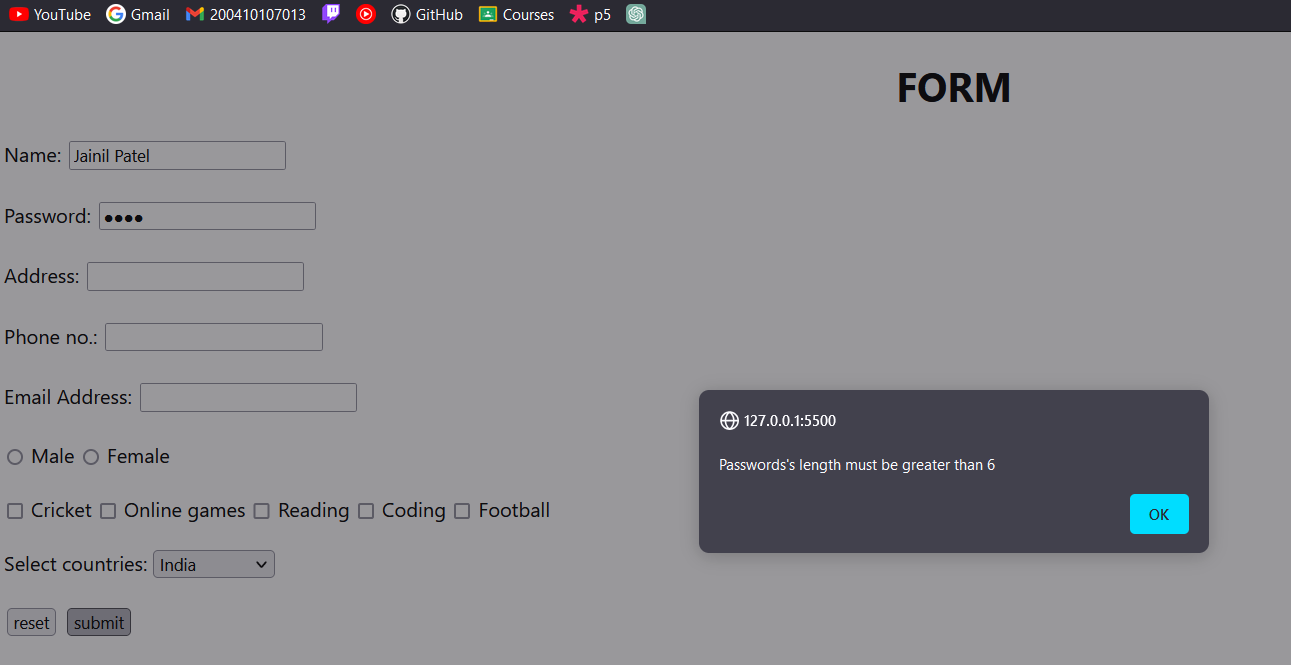 YouTube Gmail 200410107013 GitHub Courses p5
FORM
Name: Jainil Patel
Password: ●●●●
Address:
Phone no.:
Email Address:
Male Female
Cricket Online games Reading Coding Football
Select countries: India
reset submit
127.0.0.1:5500
Passwords's length must be greater than 6
OK